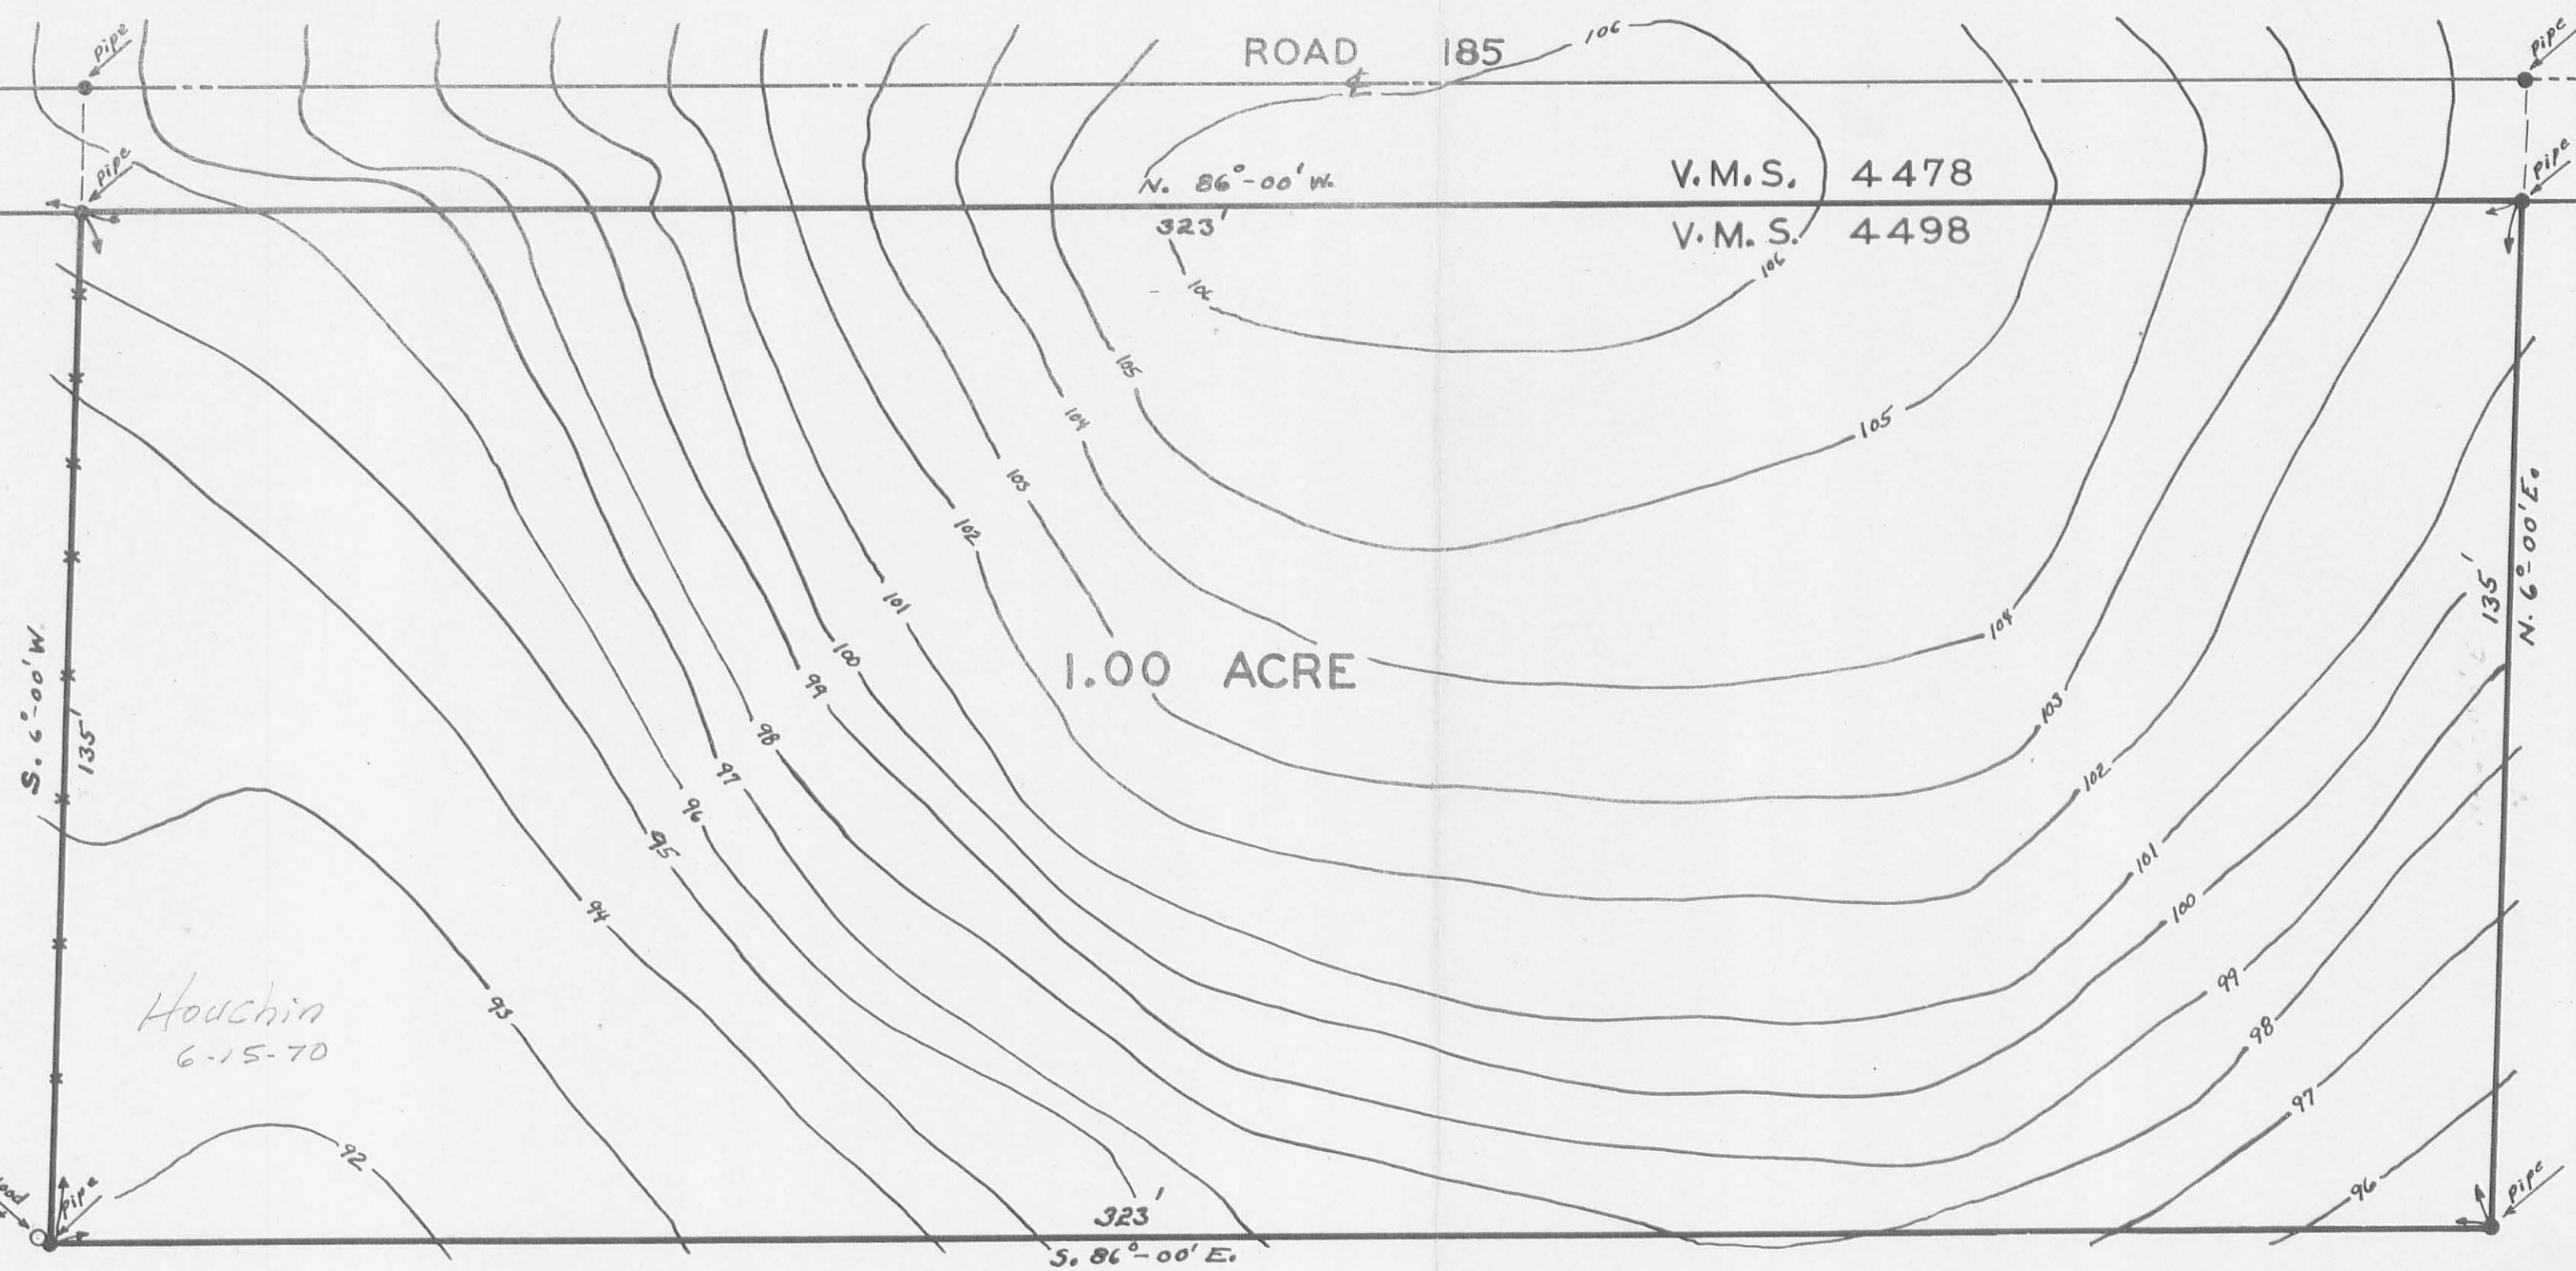 pipe
ROAD 185
℄
106
pipe
pipe
N. 86°-00' W.
323'
V.M.S. 4478
V.M.S. 4498
pipe
106
106
105
104
103
102
101
100
99
98
97
96
95
94
93
92
105
104
103
102
101
100
99
98
97
96
1.00 ACRE
S. 6°-00' W
135'
135'
N. 6°-00' E.
Houchin
6-15-70
pipe
323'
S. 86°-00' E.
pipe